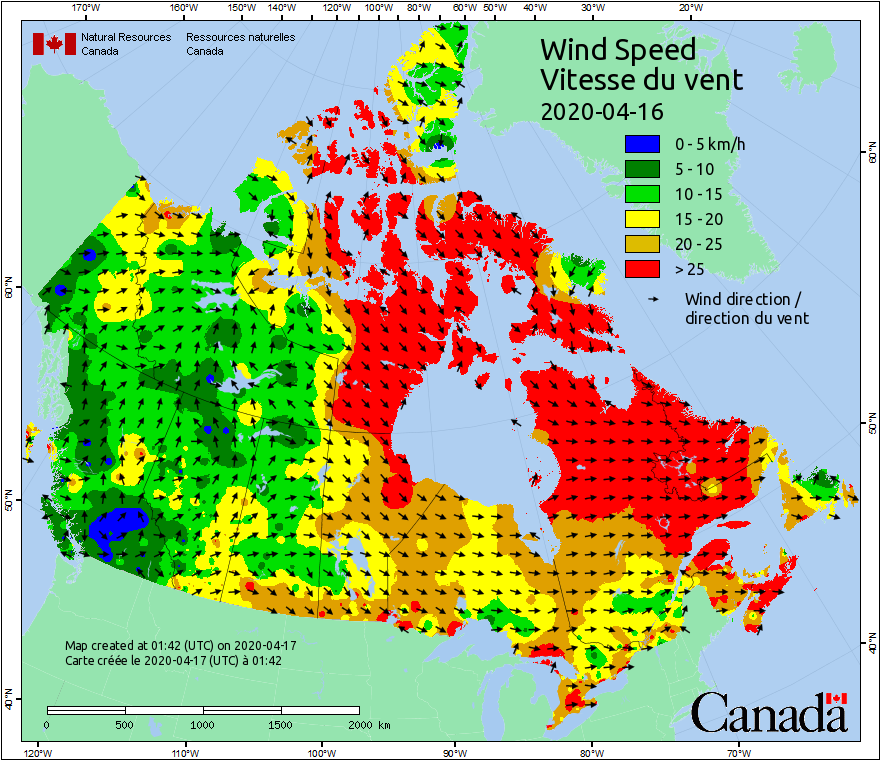 170°W 160°W 150°W 140°W 130°W 120°W 100°W 80°W 60°W 50°W 40°W 30°W 20°W
Natural Resources Ressources naturelles
Canada Canada
Wind Speed
Vitesse du vent
2020-04-16
0 - 5 km/h
5 - 10
10 - 15
15 - 20
20 - 25
> 25
Wind direction /
direction du vent
60°N 60°N
50°N 50°N
40°N 40°N
Map created at 01:42 (UTC) on 2020-04-17
Carte créée le 2020-04-17 (UTC) à 01:42
0 500 1000 1500 2000 km
Canada
120°W 110°W 100°W 90°W 80°W 70°W